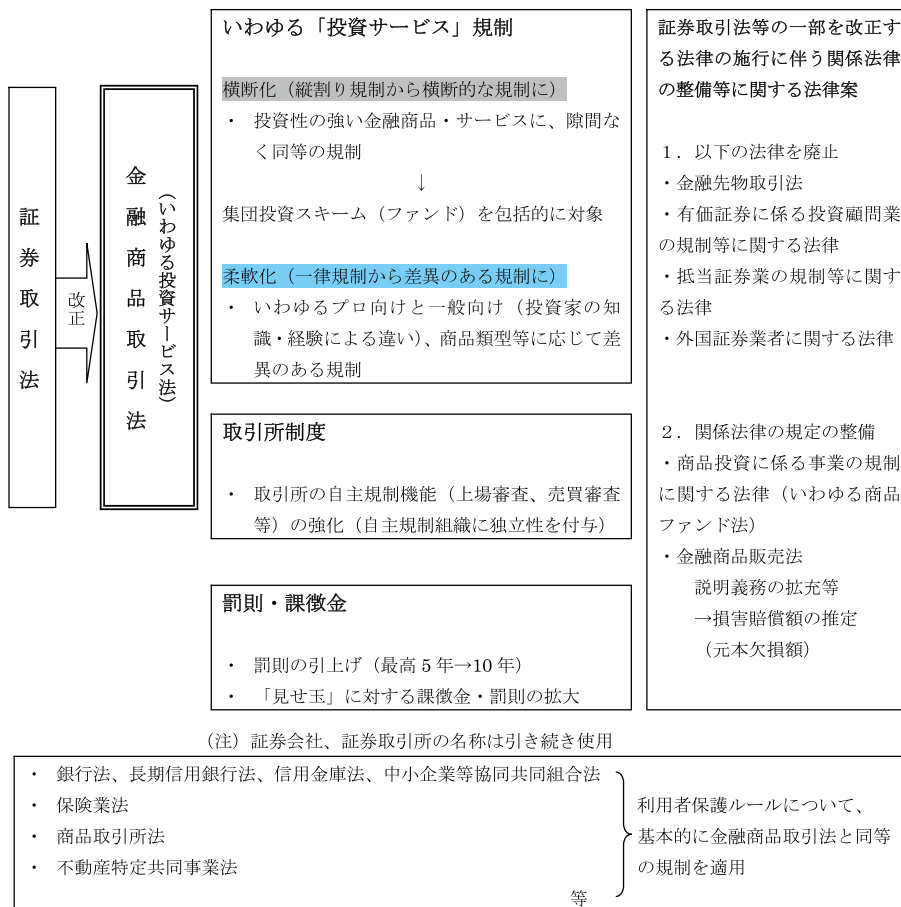 証券取引法
改正
金融商品取引法
（いわゆる投資サービス法）
いわゆる「投資サービス」規制
横断化（縦割り規制から横断的な規制に）
・ 投資性の強い金融商品・サービスに、隙間な
く同等の規制
↓
集団投資スキーム（ファンド）を包括的に対象
柔軟化（一律規制から差異のある規制に）
・ いわゆるプロ向けと一般向け（投資家の知
識・経験による違い）、商品類型等に応じて差
異のある規制
取引所制度
・ 取引所の自主規制機能（上場審査、売買審査
等）の強化（自主規制組織に独立性を付与）
罰則・課徴金
・ 罰則の引上げ（最高 5 年→10 年）
・ 「見せ玉」に対する課徴金・罰則の拡大
（注）証券会社、証券取引所の名称は引き続き使用
証券取引法等の一部を改正す
る法律の施行に伴う関係法律
の整備等に関する法律案
１．以下の法律を廃止
・金融先物取引法
・有価証券に係る投資顧問業
の規制等に関する法律
・抵当証券業の規制等に関す
る法律
・外国証券業者に関する法律
２．関係法律の規定の整備
・商品投資に係る事業の規制
に関する法律（いわゆる商品
ファンド法）
・金融商品販売法
説明義務の拡充等
→損害賠償額の推定
（元本欠損額）
・ 銀行法、長期信用銀行法、信用金庫法、中小企業等協同共同組合法
・ 保険業法
・ 商品取引所法
・ 不動産特定共同事業法
等
利用者保護ルールについて、
基本的に金融商品取引法と同等
の規制を適用